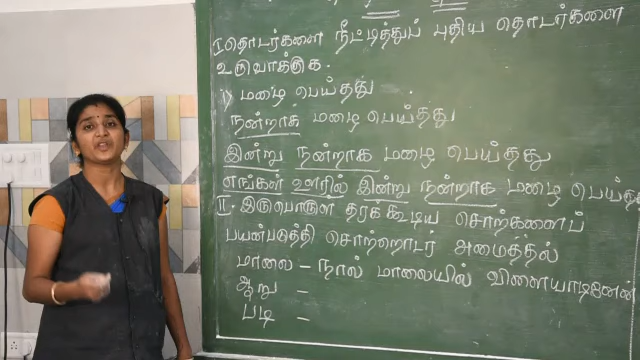 I தொடர்களை நீட்டித்துப் புதிய தொடர்களை
உருவாக்குக.
i) மழை பெய்தது
நன்றாக மழை பெய்தது
இன்று நன்றாக மழை பெய்தது
எங்கள் ஊரில் இன்று நன்றாக மழை பெய்தது
II. இருபொருள் தரக்கூடிய சொற்களைப்
பயன்படுத்தி சொற்றொடர் அமைத்தல்
மாலை – நான் மாலையில் விளையாடினேன்
ஆறு –
படி –